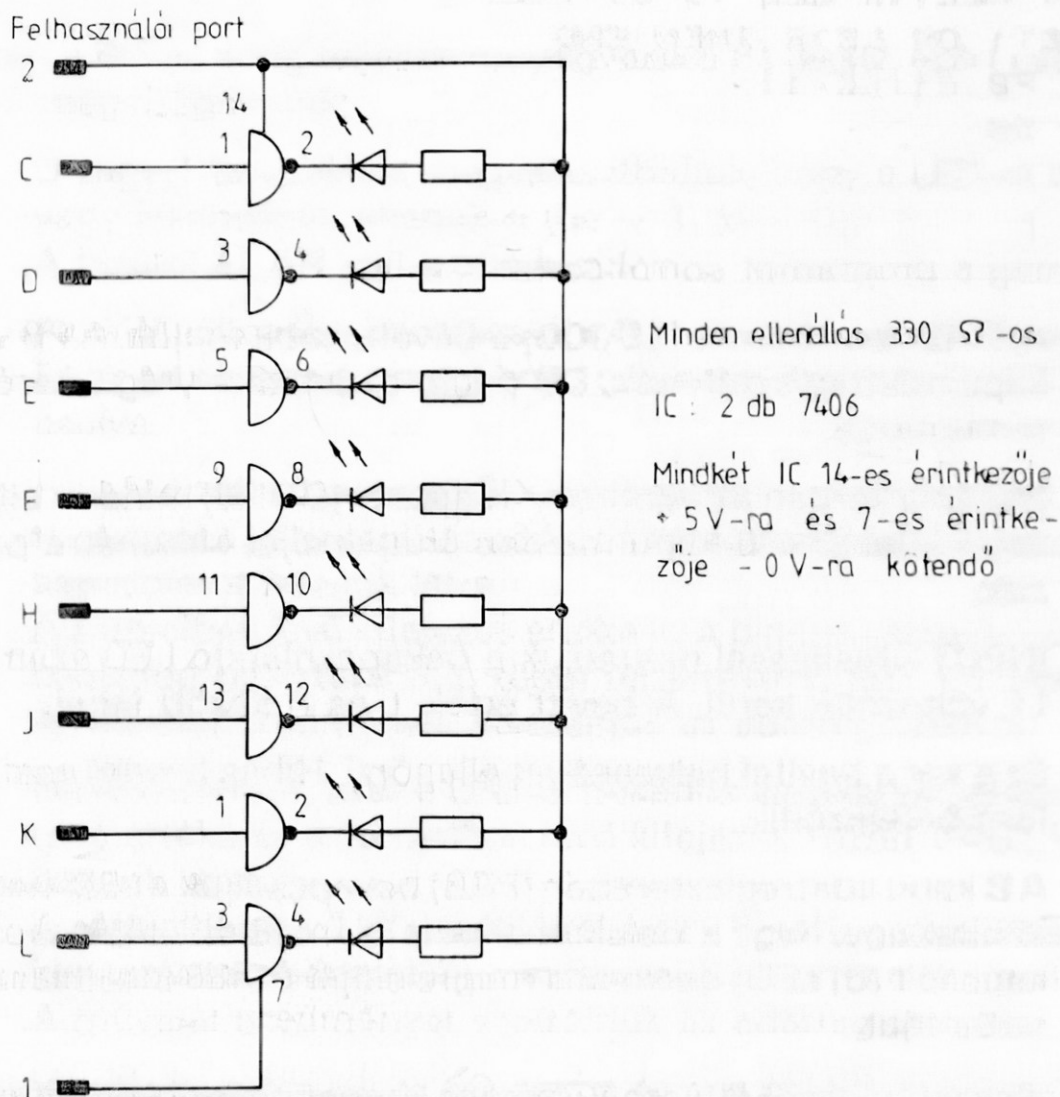 Felhasználói port
2
14
1 2
C
3 4
D
5 6
E
9 8
F
11 10
H
13 12
J
1 2
K
3 4
L
7
1
Minden ellenállás 330 Ω-os
IC : 2 db 7406
Mindkét IC 14-es érintkezője
+ 5V-ra és 7-es érintke-
zője - 0 V-ra kötendő